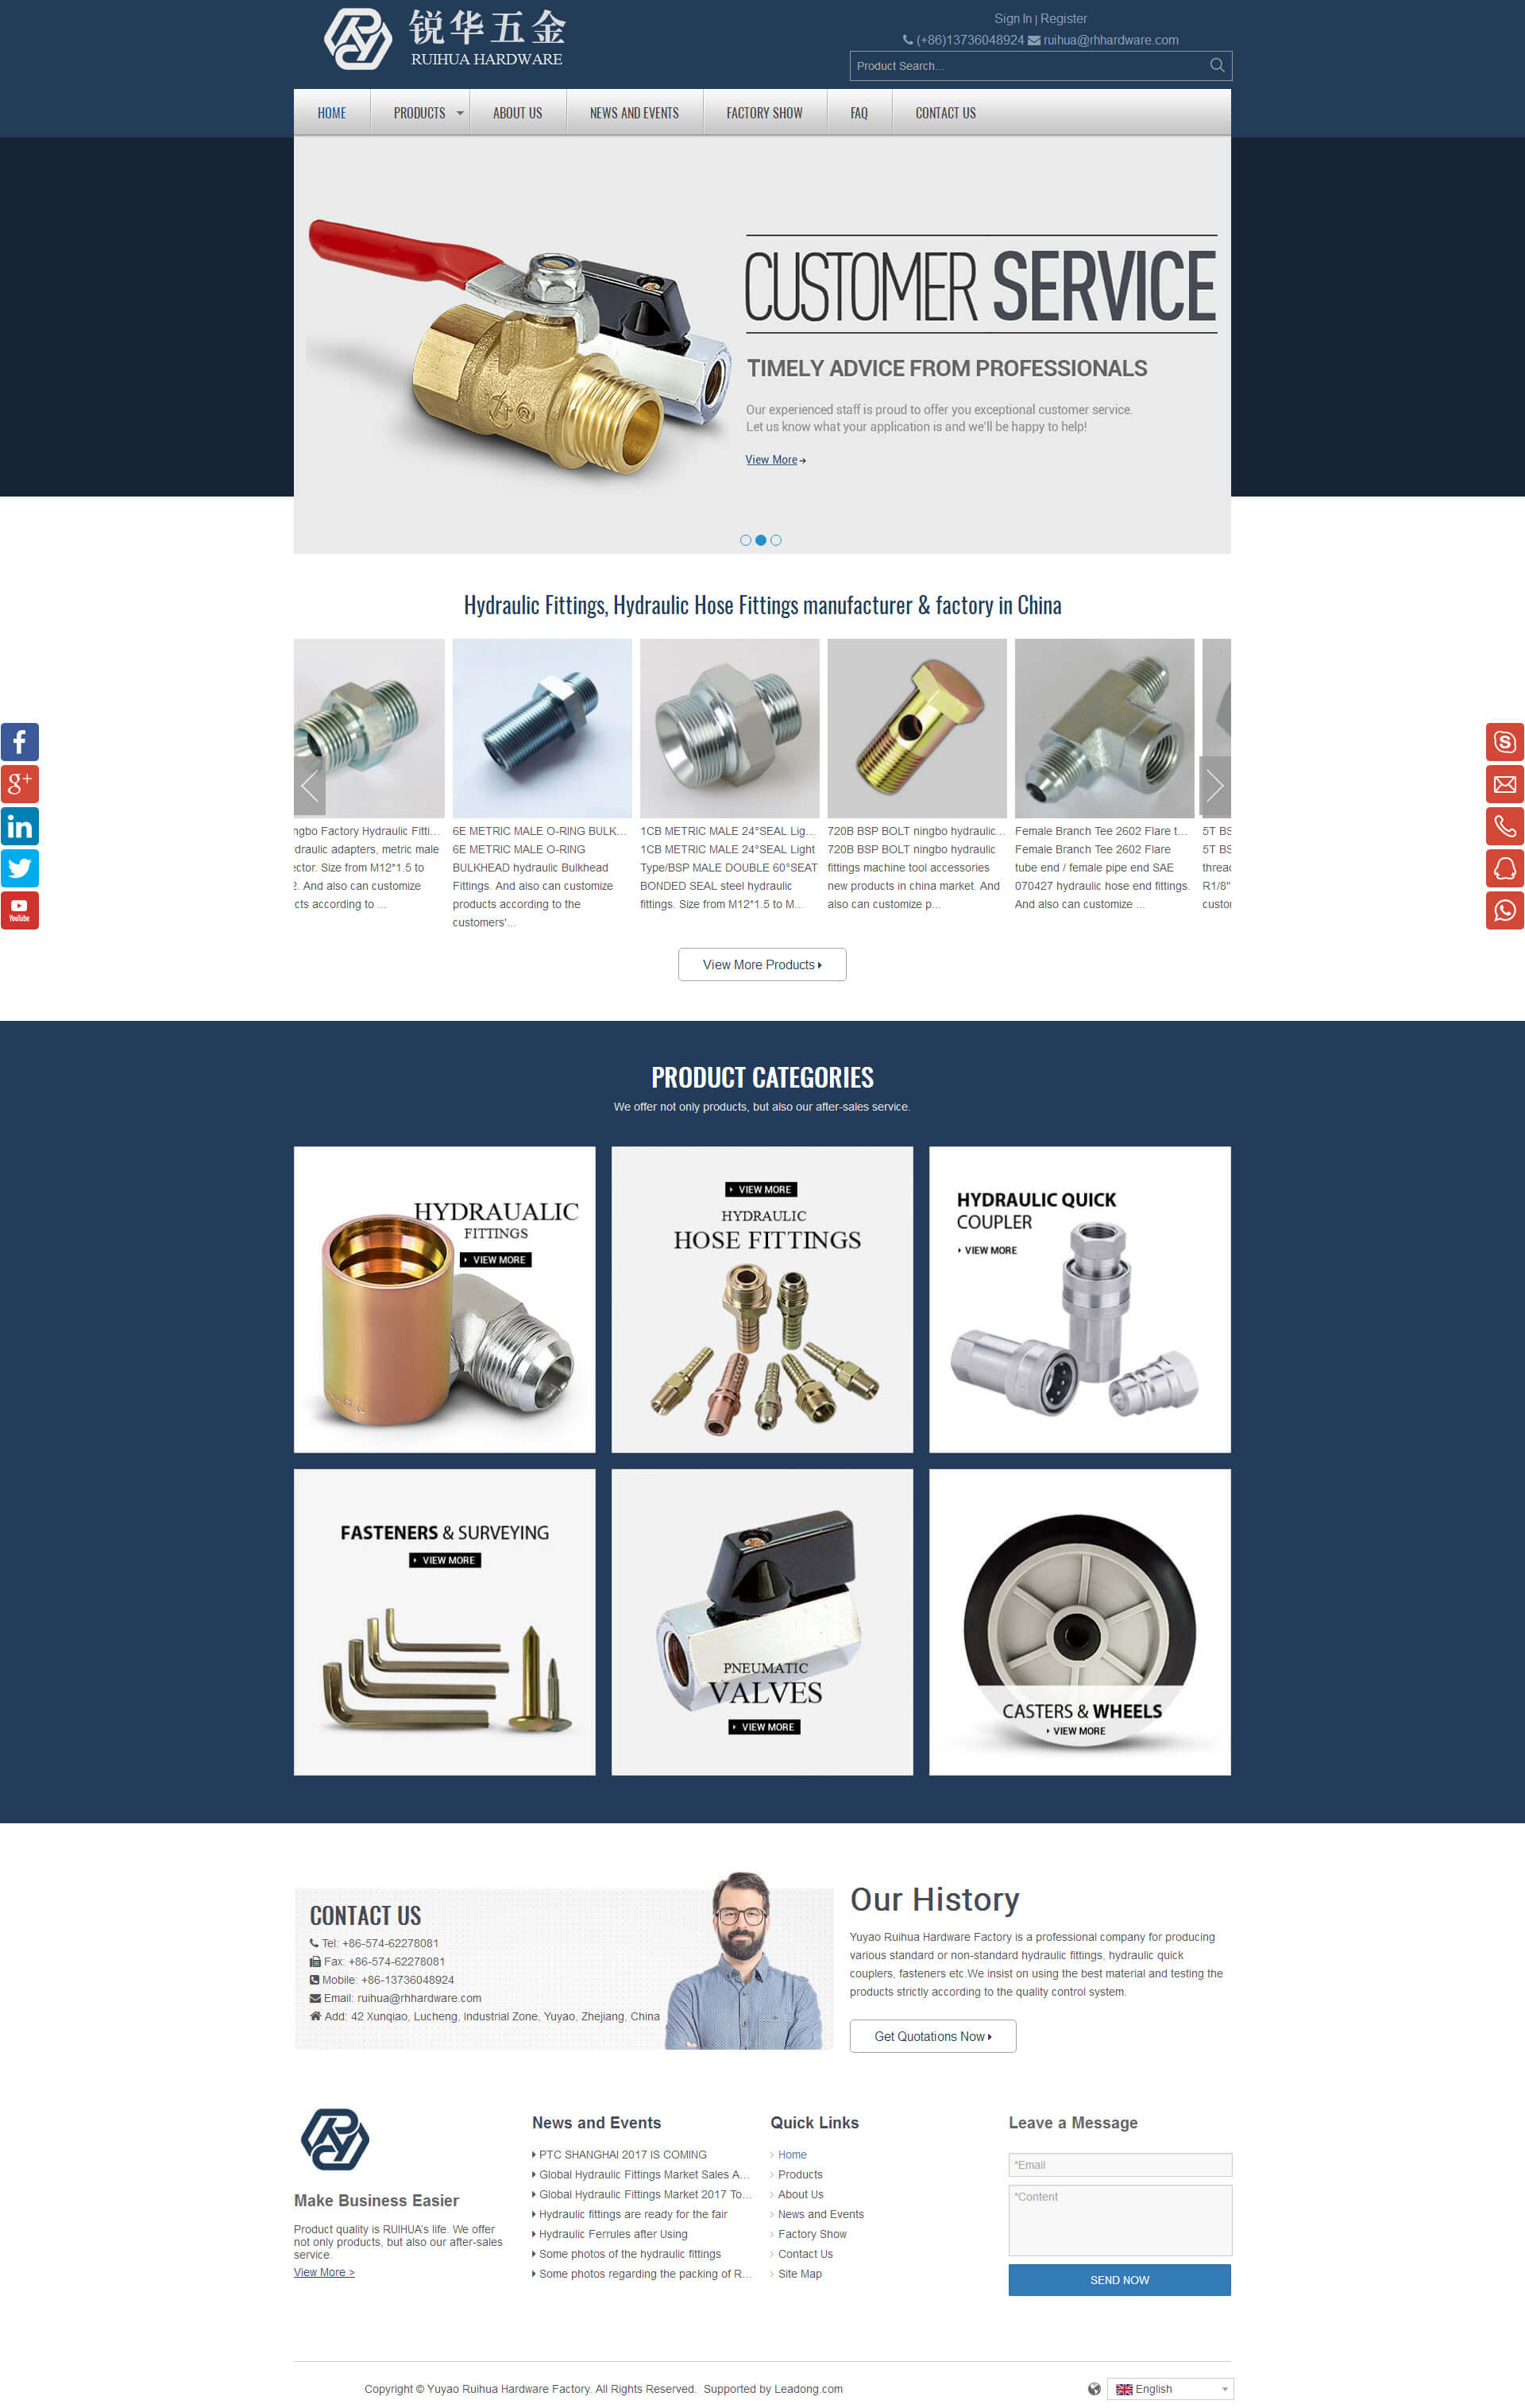 锐华五金
RUIHUA HARDWARE
Sign In | Register
(+86)13736048924 ruihua@rhhardware.com
Product Search...
HOME
PRODUCTS
ABOUT US
NEWS AND EVENTS
FACTORY SHOW
FAQ
CONTACT US
CUSTOMER SERVICE
TIMELY ADVICE FROM PROFESSIONALS
Our experienced staff is proud to offer you exceptional customer service.
Let us know what your application is and we'll be happy to help!
View More
Hydraulic Fittings, Hydraulic Hose Fittings manufacturer & factory in China
ngbo Factory Hydraulic Fitti...
draulic adapters, metric male
ector. Size from M12*1.5 to
2. And also can customize
cts according to ...
6E METRIC MALE O-RING BULK...
6E METRIC MALE O-RING
BULKHEAD hydraulic Bulkhead
Fittings. And also can customize
products according to the
customers'...
1CB METRIC MALE 24°SEAL Lig...
1CB METRIC MALE 24°SEAL Light
Type/BSP MALE DOUBLE 60°SEAT
BONDED SEAL steel hydraulic
fittings. Size from M12*1.5 to M...
720B BSP BOLT ningbo hydraulic...
720B BSP BOLT ningbo hydraulic
fittings machine tool accessories
new products in china market. And
also can customize p...
Female Branch Tee 2602 Flare t...
Female Branch Tee 2602 Flare
tube end / female pipe end SAE
070427 hydraulic hose end fittings.
And also can customize ...
5T BS
5T BS
thread
R1/8"
custor
View More Products
YouTube
PRODUCT CATEGORIES
We offer not only products, but also our after-sales service.
HYDRAUALIC
FITTINGS
VIEW MORE
VIEW MORE
HYDRAULIC
HOSE FITTINGS
HYDRAULIC QUICK
COUPLER
VIEW MORE
FASTENERS & SURVEYING
VIEW MORE
PNEUMATIC
VALVES
VIEW MORE
CASTERS & WHEELS
VIEW MORE
CONTACT US
Tel: +86-574-62278081
Fax: +86-574-62278081
Mobile: +86-13736048924
Email: ruihua@rhhardware.com
Add: 42 Xunqiao, Lucheng, Industrial Zone, Yuyao, Zhejiang, China
Our History
Yuyao Ruihua Hardware Factory is a professional company for producing
various standard or non-standard hydraulic fittings, hydraulic quick
couplers, fasteners etc.We insist on using the best material and testing the
products strictly according to the quality control system.
Get Quotations Now
Make Business Easier
Product quality is RUIHUA's life. We offer
not only products, but also our after-sales
service.
View More >
News and Events
PTC SHANGHAI 2017 IS COMING
Global Hydraulic Fittings Market Sales A...
Global Hydraulic Fittings Market 2017 To...
Hydraulic fittings are ready for the fair
Hydraulic Ferrules after Using
Some photos of the hydraulic fittings
Some photos regarding the packing of R...
Quick Links
Home
Products
About Us
News and Events
Factory Show
Contact Us
Site Map
Leave a Message
*Email
*Content
SEND NOW
Copyright © Yuyao Ruihua Hardware Factory. All Rights Reserved. Supported by Leadong.com
English